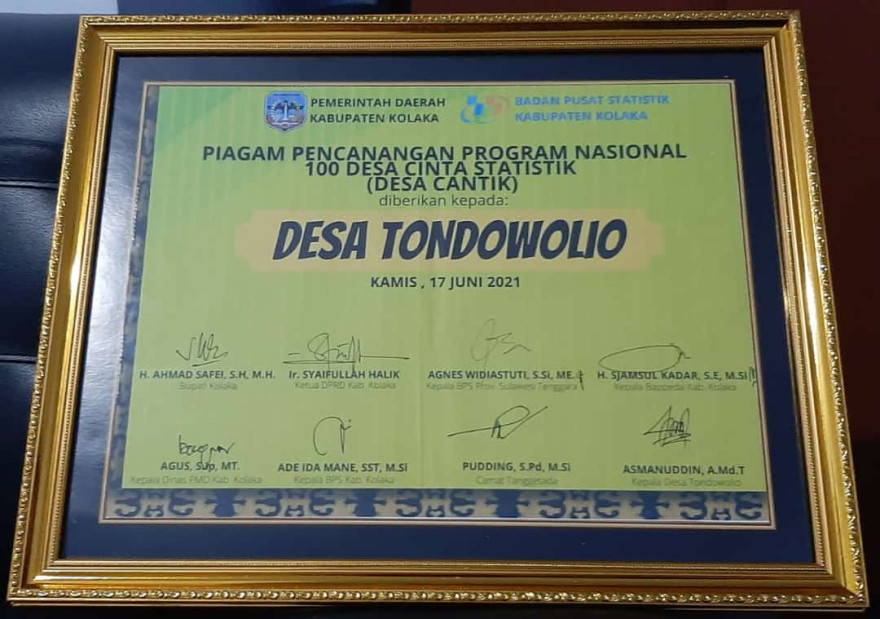 PEMERINTAH DAERAH
KABUPATEN KOLAKA
BADAN PUSAT STATISTIK
KABUPATEN KOLAKA
PIAGAM PENCANANGAN PROGRAM NASIONAL
100 DESA CINTA STATISTIK
(DESA CANTIK)
diberikan kepada:
DESA TONDOWOLIO
KAMIS , 17 JUNI 2021
H. AHMAD SAFEI, S.H, M.H.
Bupati Kolaka
Ir. SYAIFULLAH HALIK
Ketua DPRD Kab. Kolaka
AGNES WIDIASTUTI, S.Si, ME.
Kepala BPS Prov. Sulawesi Tenggara
H. SJAMSUL KADAR, S.E, M.Si
Kepala Bappeda Kab. Kolaka
AGUS, Sup, MT.
Kepala Dinas PMD Kab. Kolaka
ADE IDA MANE, SST, M.Si
Kepala BPS Kab. Kolaka
PUDDING, S.Pd, M.Si
Camat Tanggetada
ASMANUDDIN, A.Md.T
Kepala Desa Tondowolio